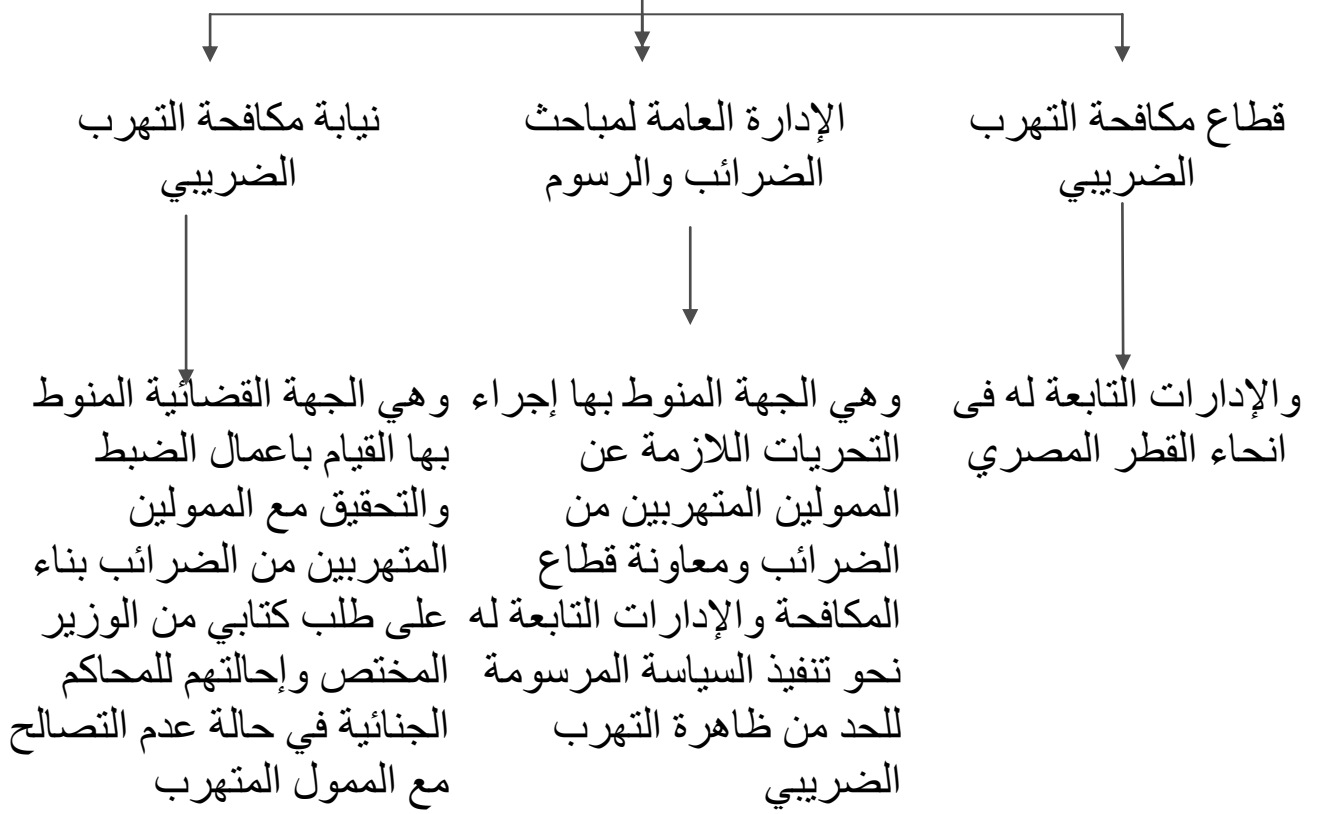 قطاع مكافحة التهرب
الضريبي
الإدارة العامة لمباحث
الضرائب والرسوم
نيابة مكافحة التهرب
الضريبي
والإدارات التابعة له فى
انحاء القطر المصري
وهي الجهة المنوط بها إجراء
التحريات اللازمة عن
الممولين المتهربين من
الضرائب ومعاونة قطاع
المكافحة والإدارات التابعة له
نحو تنفيذ السياسة المرسومة
للحد من ظاهرة التهرب
الضريبي
وهي الجهة القضائية المنوط
بها القيام باعمال الضبط
والتحقيق مع الممولين
المتهربين من الضرائب بناء
على طلب كتابي من الوزير
المختص وإحالتهم للمحاكم
الجنائية في حالة عدم التصالح
مع الممول المتهرب